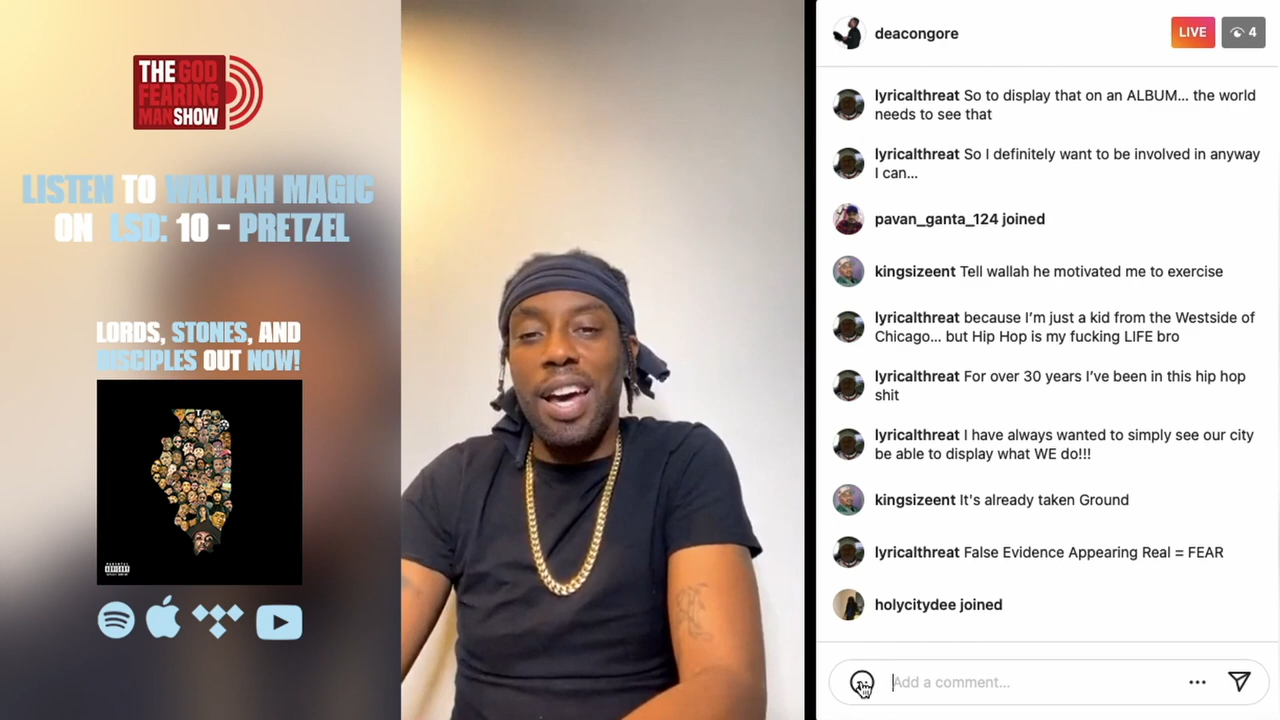 THE GOD
FEARING
MAN SHOW
LISTEN TO WALLAH MAGIC
ON LSD: 10 - PRETZEL
LORDS, STONES, AND
DISCIPLES OUT NOW!
PARENTAL
ADVISORY
EXPLICIT CONTENT
deacongore
LIVE
4
lyricalthreat So to display that on an ALBUM... the world
needs to see that
lyricalthreat So I definitely want to be involved in anyway
I can...
pavan_ganta_124 joined
kingsizeent Tell wallah he motivated me to exercise
lyricalthreat because I'm just a kid from the Westside of
Chicago... but Hip Hop is my fucking LIFE bro
lyricalthreat For over 30 years I've been in this hip hop
shit
lyricalthreat I have always wanted to simply see our city
be able to display what WE do!!!
kingsizeent It's already taken Ground
lyricalthreat False Evidence Appearing Real = FEAR
holycitydee joined
Add a comment...